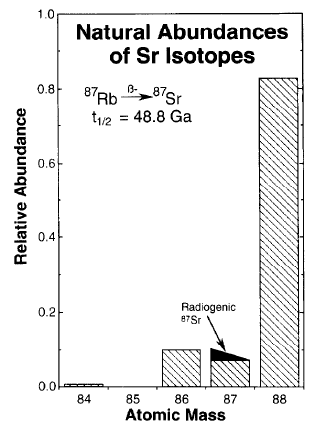 Natural Abundances
of Sr Isotopes
⁸⁷Rb ß- ⁸⁷Sr
t₁/₂ = 48.8 Ga
Relative Abundance
1.0
0.8
0.6
0.4
0.2
0.0
Radiogenic
⁸⁷Sr
84 85 86 87 88
Atomic Mass